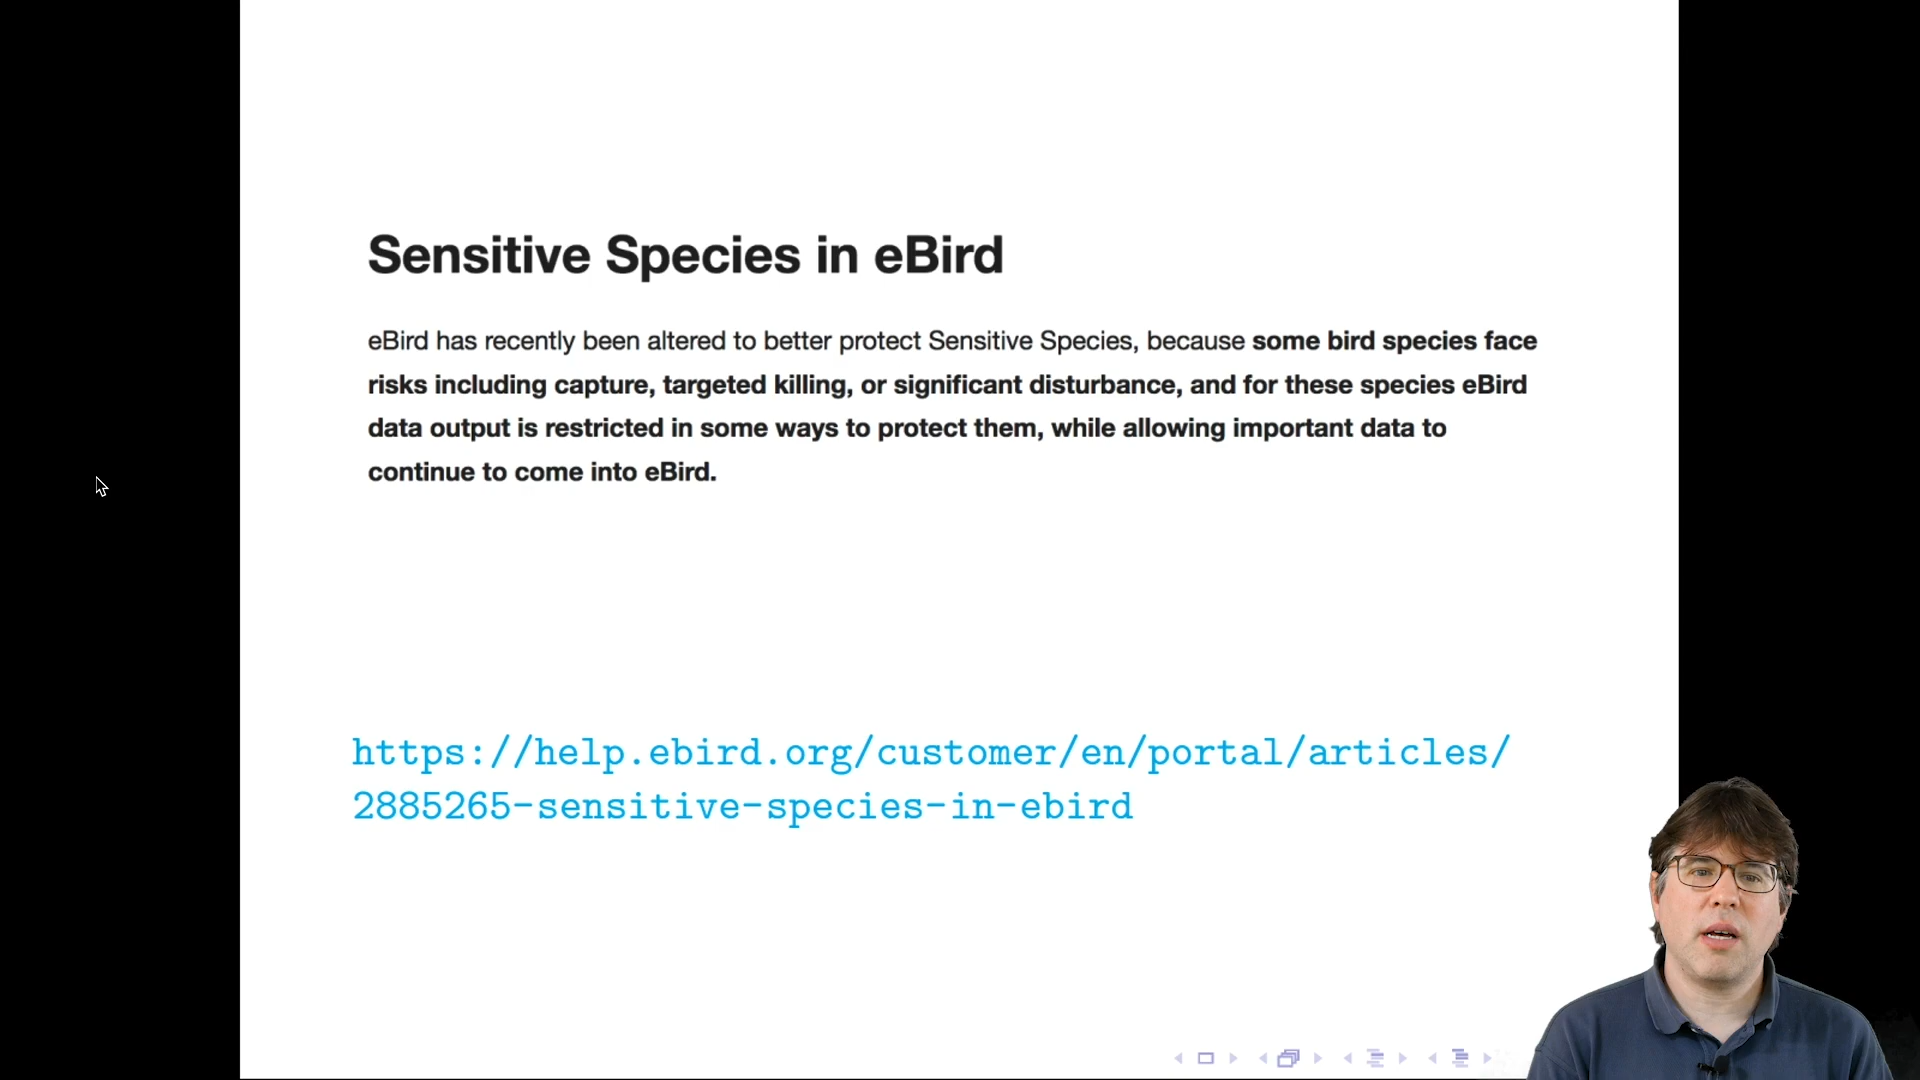 Sensitive Species in eBird
eBird has recently been altered to better protect Sensitive Species, because some bird species face
risks including capture, targeted killing, or significant disturbance, and for these species eBird
data output is restricted in some ways to protect them, while allowing important data to
continue to come into eBird.
https://help.ebird.org/customer/en/portal/articles/
2885265-sensitive-species-in-ebird